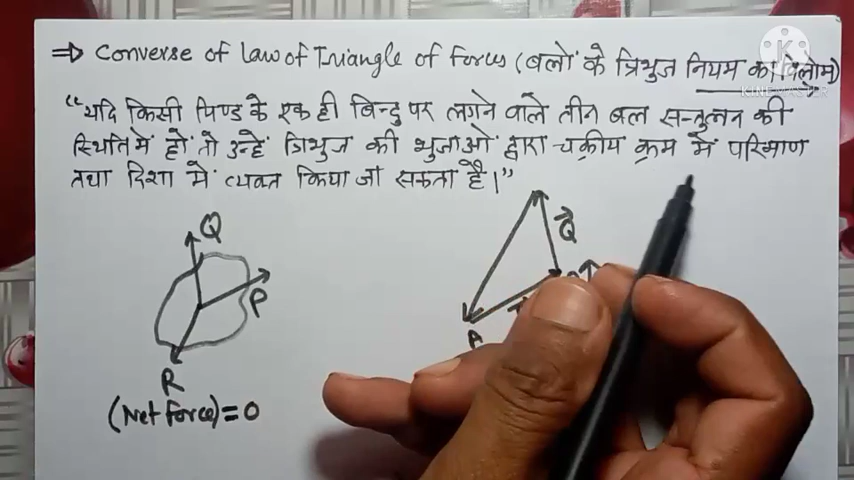 ⇒ Converse of Law of Triangle of Force (बलों के त्रिभुज नियम का विलोम)
“यदि किसी पिण्ड के एक ही बिन्दु पर लगने वाले तीन बल सन्तुलन की
स्थिति में हों तो उन्हें त्रिभुज की भुजाओं द्वारा चक्रीय क्रम में परिमाण
तथा दिशा में व्यक्त किया जा सकता है।”
Q
Q
P
A
R
(Net force) = 0